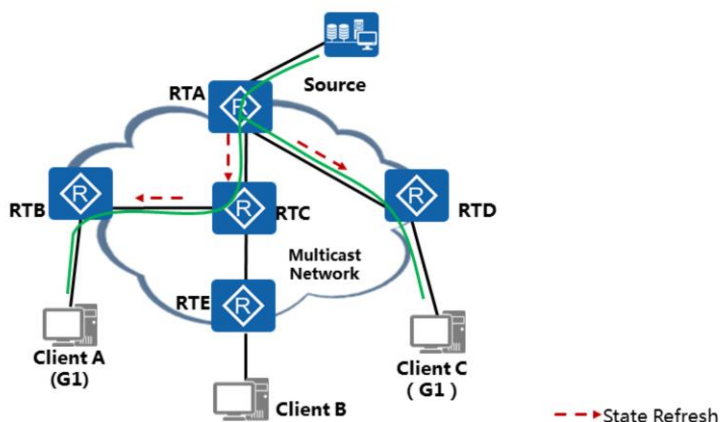 Source
RTA
R
R
RTB
R
RTC
R
RTD
Multicast
Network
RTE
R
Client A
(G1)
Client B
Client C
( G1 )
State Refresh